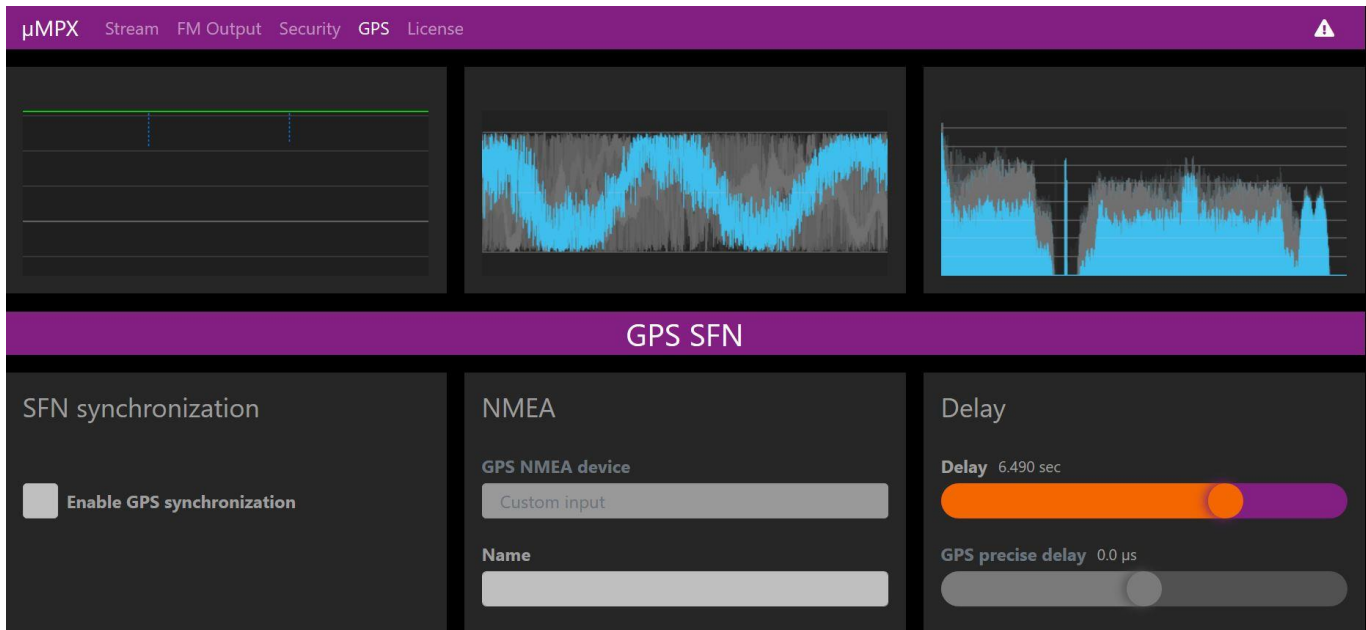 µMPX Stream FM Output Security GPS License
GPS SFN
SFN synchronization
Enable GPS synchronization
NMEA
GPS NMEA device
Custom input
Name
Delay
Delay 6.490 sec
GPS precise delay 0.0 µs